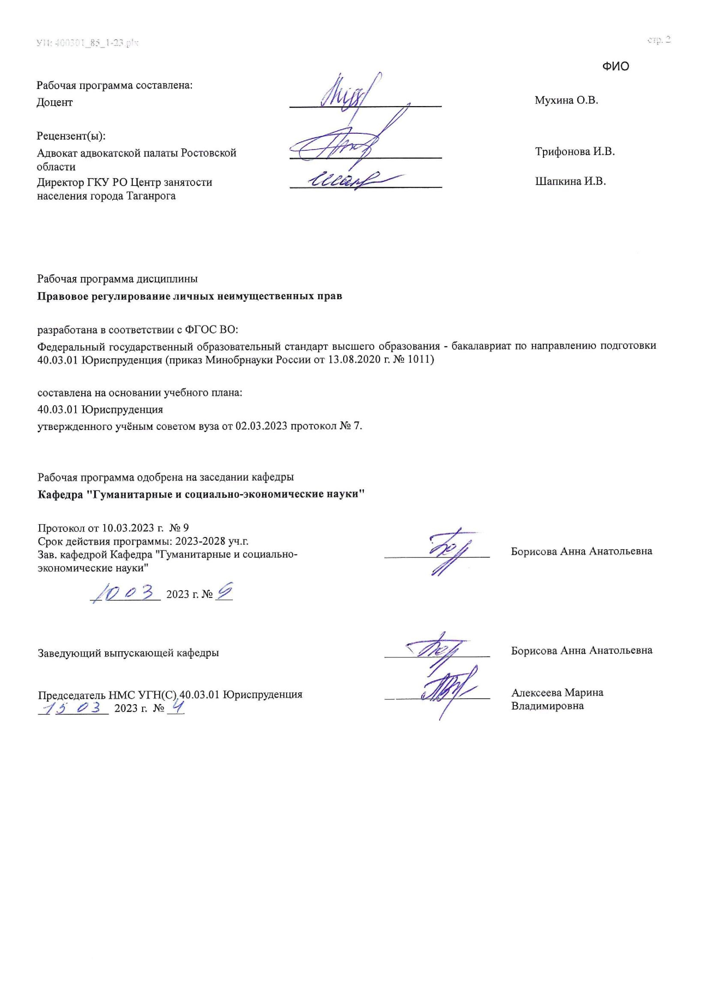 УП: 400301_85_1-23.plx стр. 2
ФИО
Рабочая программа составлена:
Доцент Мухина О.В.
Рецензент(ы):
Адвокат адвокатской палаты Ростовской Трифонова И.В.
области
Директор ГКУ РО Центр занятости Шапкина И.В.
населения города Таганрога
Рабочая программа дисциплины
Правовое регулирование личных неимущественных прав
разработана в соответствии с ФГОС ВО:
Федеральный государственный образовательный стандарт высшего образования - бакалавриат по направлению подготовки
40.03.01 Юриспруденция (приказ Минобрнауки России от 13.08.2020 г. № 1011)
составлена на основании учебного плана:
40.03.01 Юриспруденция
утвержденного учёным советом вуза от 02.03.2023 протокол № 7.
Рабочая программа одобрена на заседании кафедры
Кафедра "Гуманитарные и социально-экономические науки"
Протокол от 10.03.2023 г. № 9
Срок действия программы: 2023-2028 уч.г.
Зав. кафедрой Кафедра "Гуманитарные и социально- Борисова Анна Анатольевна
экономические науки"
10 03 2023 г. № 9
Заведующий выпускающей кафедры Борисова Анна Анатольевна
Председатель НМС УГН(С) 40.03.01 Юриспруденция Алексеева Марина
15 03 2023 г. № 4 Владимировна